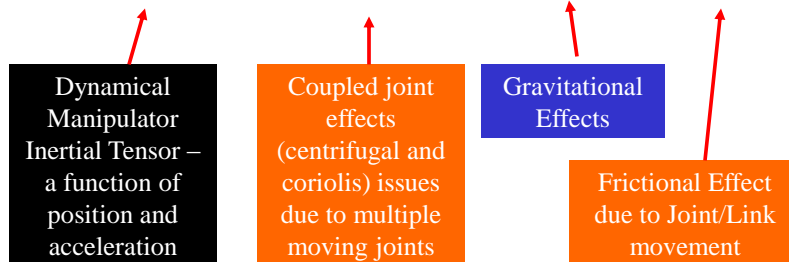 Dynamical
Manipulator
Inertial Tensor –
a function of
position and
acceleration
Coupled joint
effects
(centrifugal and
coriolis) issues
due to multiple
moving joints
Gravitational
Effects
Frictional Effect
due to Joint/Link
movement